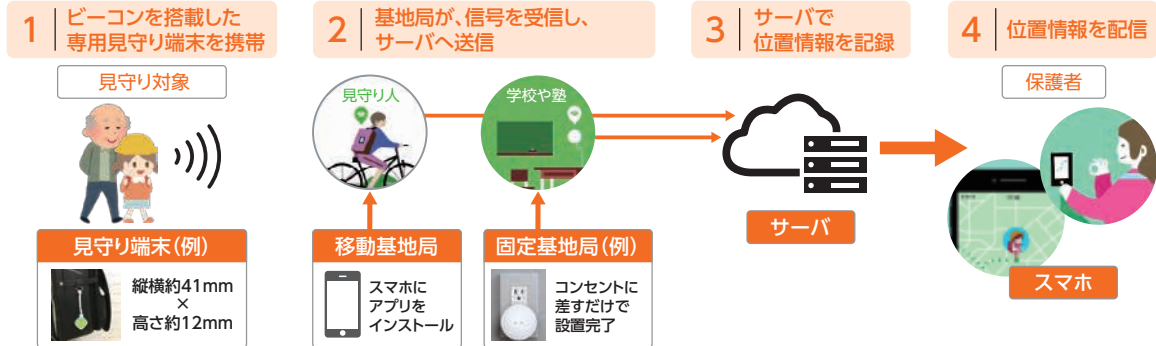 1
ビーコンを搭載した
専用見守り端末を携帯
2
基地局が、信号を受信し、
サーバへ送信
3
サーバで
位置情報を記録
4
位置情報を配信
見守り対象
見守り人
学校や塾
保護者
見守り端末(例)
縦横約41mm
×
高さ約12mm
移動基地局
スマホに
アプリを
インストール
固定基地局(例)
コンセントに
差すだけで
設置完了
サーバ
スマホ